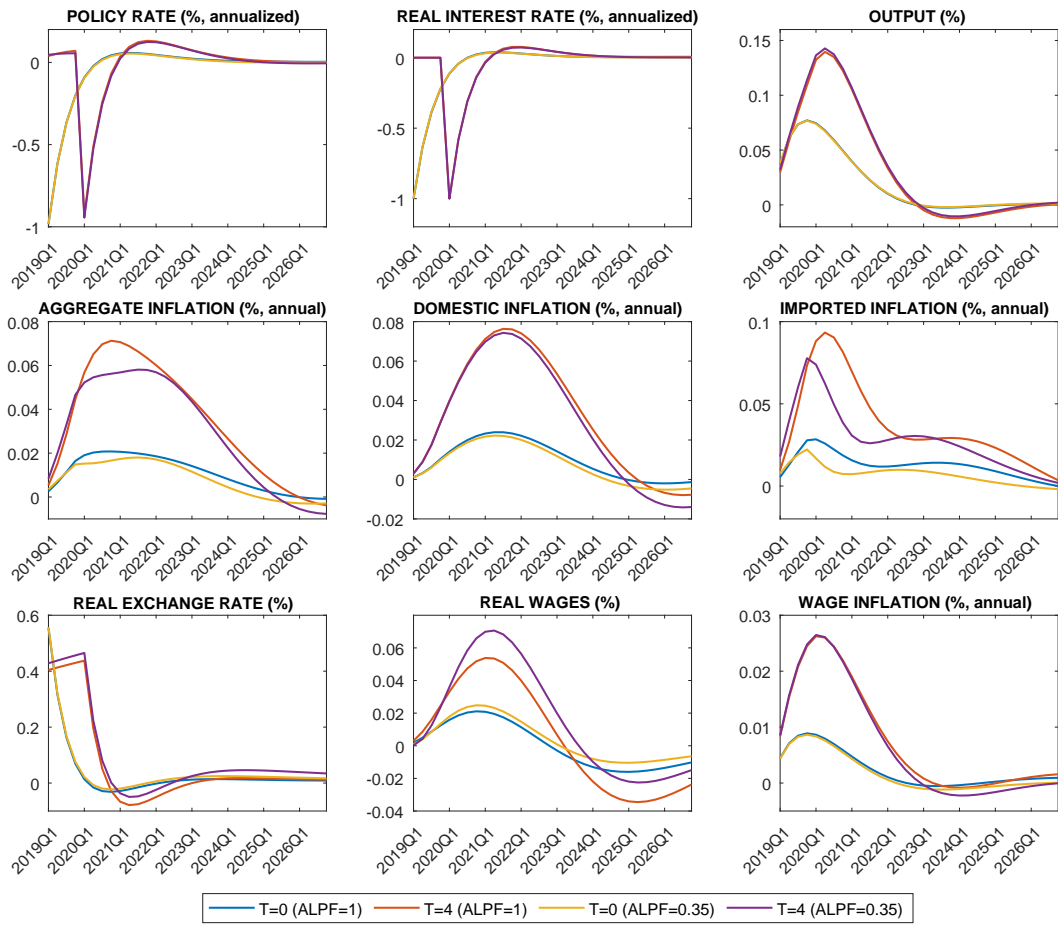 POLICY RATE (%, annualized)
0
-0.5
-1
2019Q1 2020Q1 2021Q1 2022Q1 2023Q1 2024Q1 2025Q1 2026Q1
REAL INTEREST RATE (%, annualized)
0
-0.5
-1
2019Q1 2020Q1 2021Q1 2022Q1 2023Q1 2024Q1 2025Q1 2026Q1
OUTPUT (%)
0.15
0.10
0.05
0
2019Q1 2020Q1 2021Q1 2022Q1 2023Q1 2024Q1 2025Q1 2026Q1
AGGREGATE INFLATION (%, annual)
0.08
0.06
0.04
0.02
0
2019Q1 2020Q1 2021Q1 2022Q1 2023Q1 2024Q1 2025Q1 2026Q1
DOMESTIC INFLATION (%, annual)
0.08
0.06
0.04
0.02
0
-0.02
2019Q1 2020Q1 2021Q1 2022Q1 2023Q1 2024Q1 2025Q1 2026Q1
IMPORTED INFLATION (%, annual)
0.1
0.05
0
2019Q1 2020Q1 2021Q1 2022Q1 2023Q1 2024Q1 2025Q1 2026Q1
REAL EXCHANGE RATE (%)
0.6
0.4
0.2
0
2019Q1 2020Q1 2021Q1 2022Q1 2023Q1 2024Q1 2025Q1 2026Q1
REAL WAGES (%)
0.06
0.04
0.02
0
-0.02
-0.04
2019Q1 2020Q1 2021Q1 2022Q1 2023Q1 2024Q1 2025Q1 2026Q1
WAGE INFLATION (%, annual)
0.03
0.02
0.01
0
2019Q1 2020Q1 2021Q1 2022Q1 2023Q1 2024Q1 2025Q1 2026Q1
T=0 (ALPF=1) T=4 (ALPF=1) T=0 (ALPF=0.35) T=4 (ALPF=0.35)